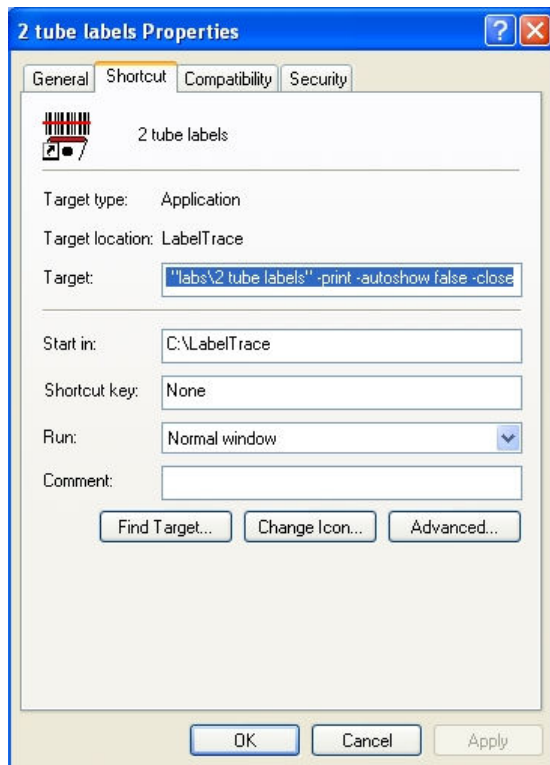 2 tube labels Properties
General Shortcut Compatibility Security
2 tube labels
Target type: Application
Target location: LabelTrace
Target: "labs\2 tube labels" -print -autoshow false -close
Start in: C:\LabelTrace
Shortcut key: None
Run: Normal window
Comment:
Find Target... Change Icon... Advanced...
OK Cancel Apply